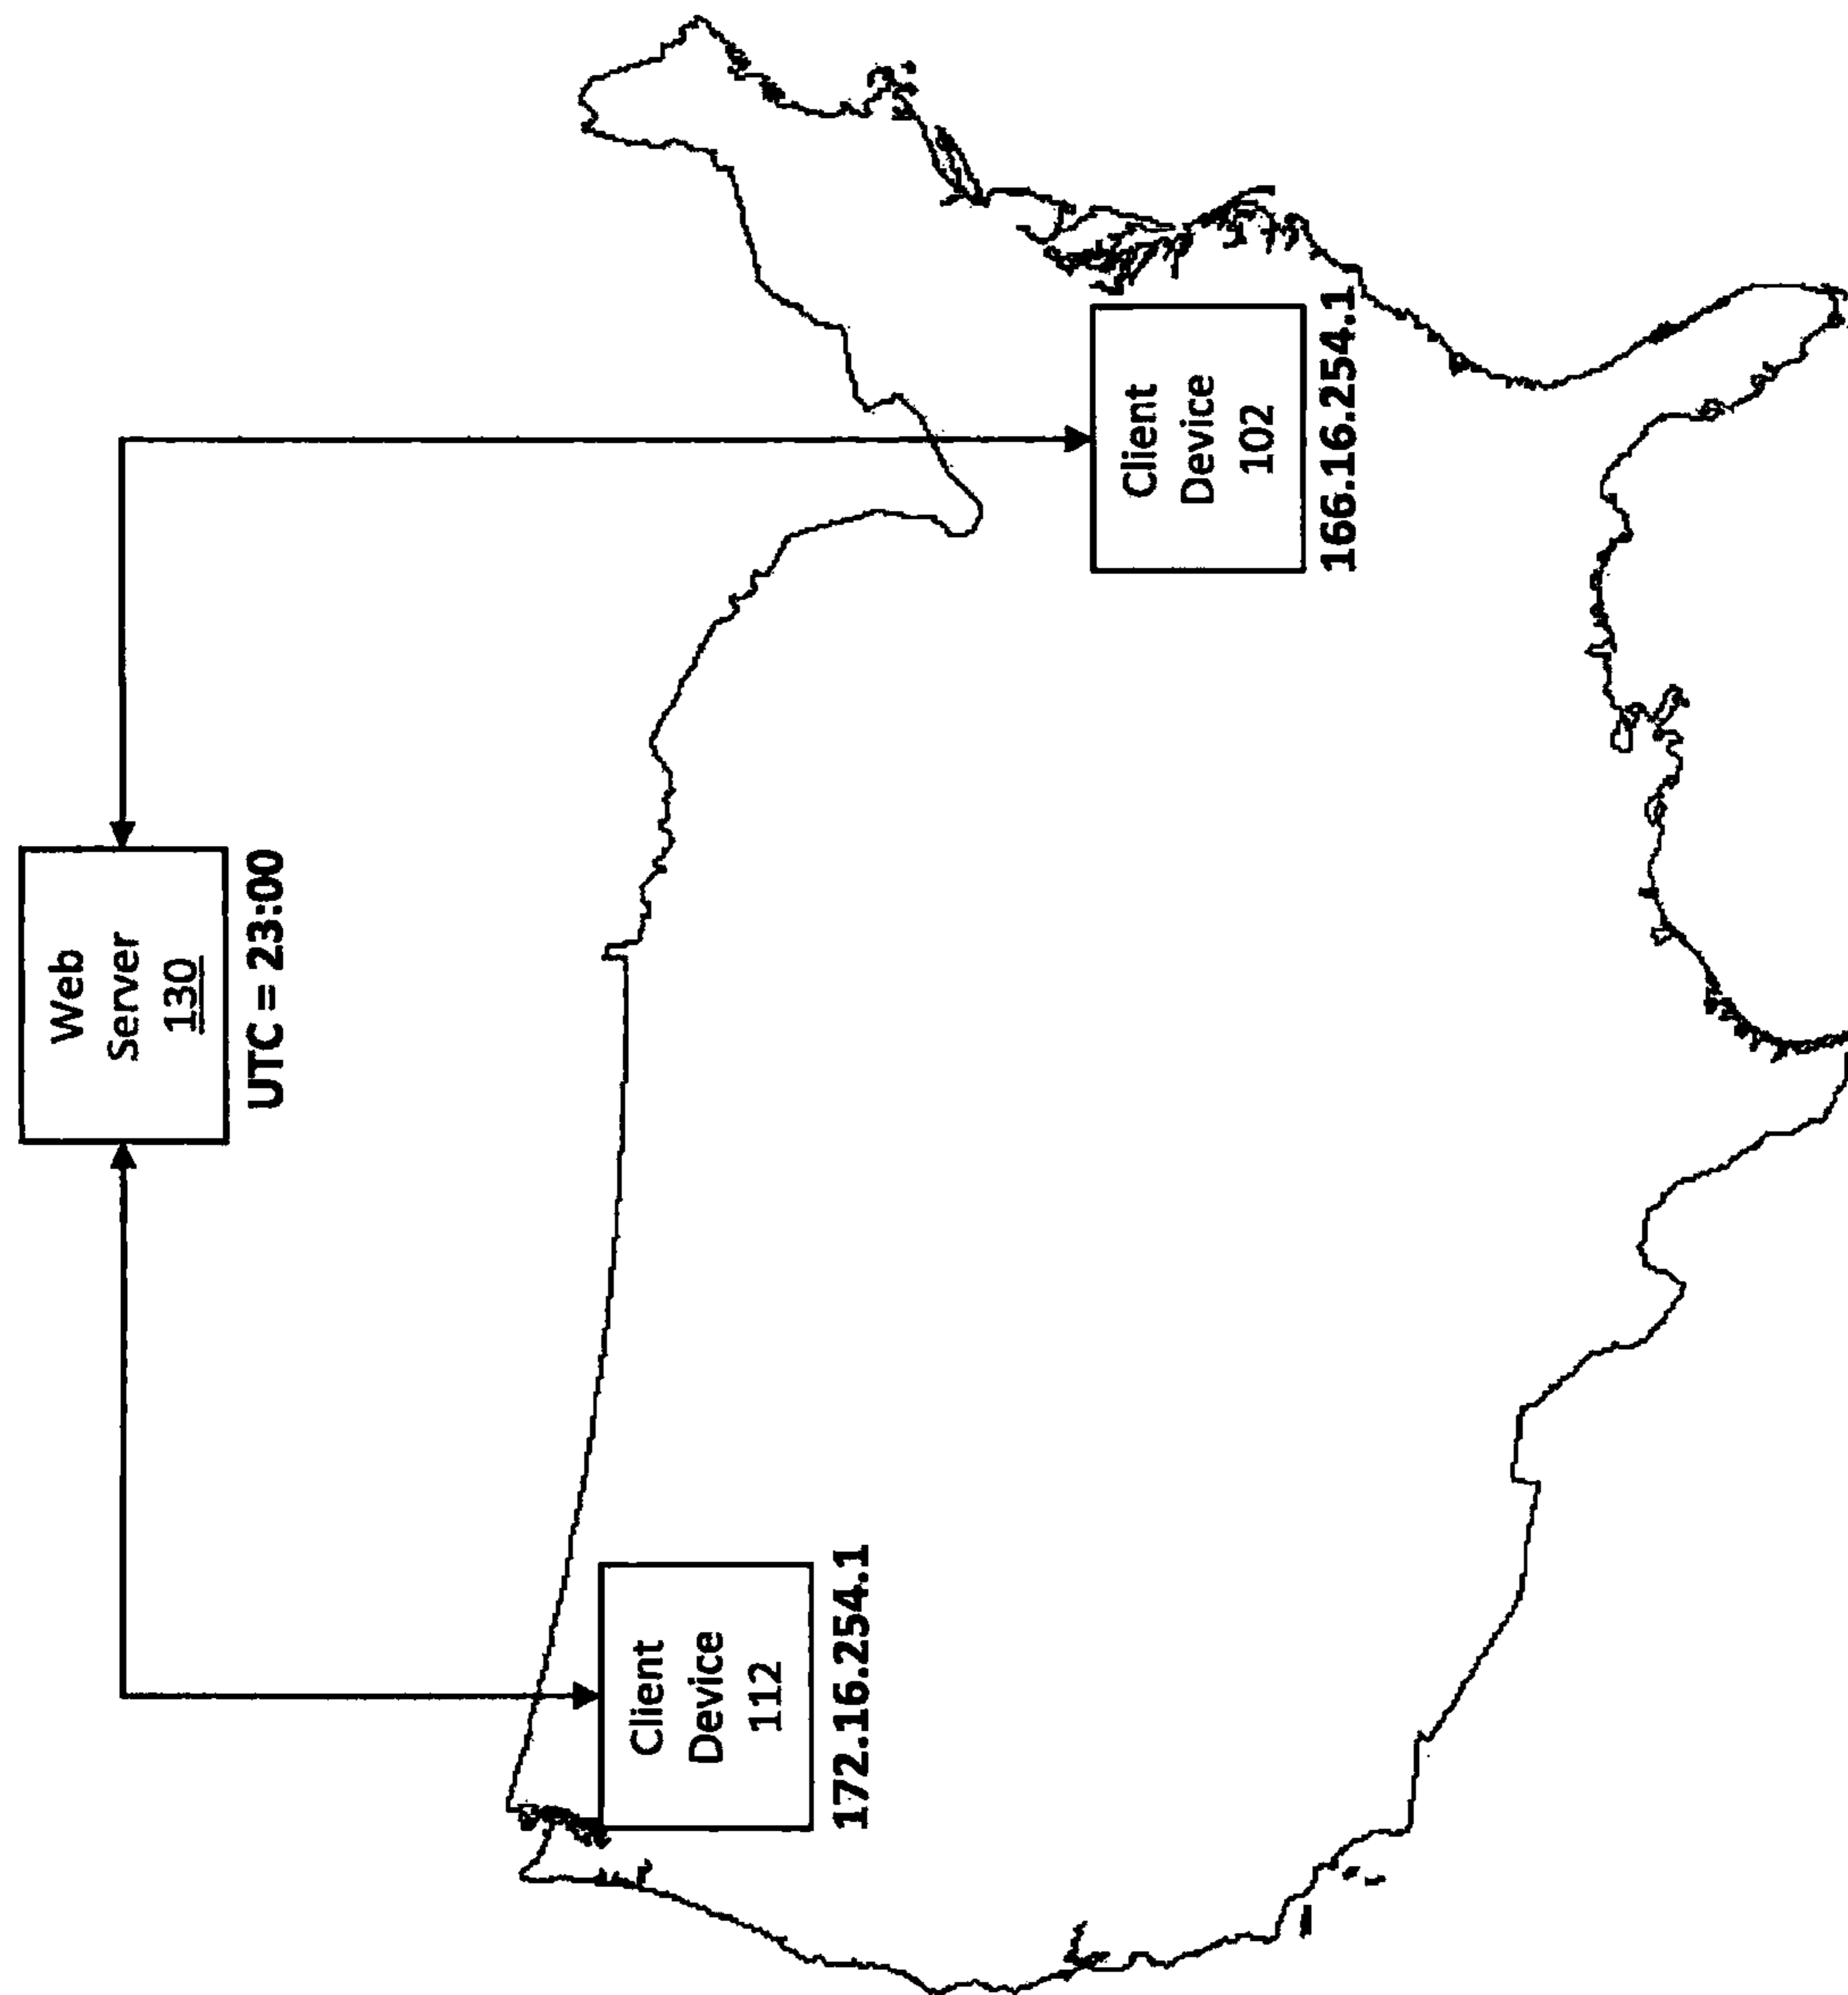 Web
Server
130
UTC = 23:00
Client
Device
112
172.16.254.1
Client
Device
102
166.16.254.1